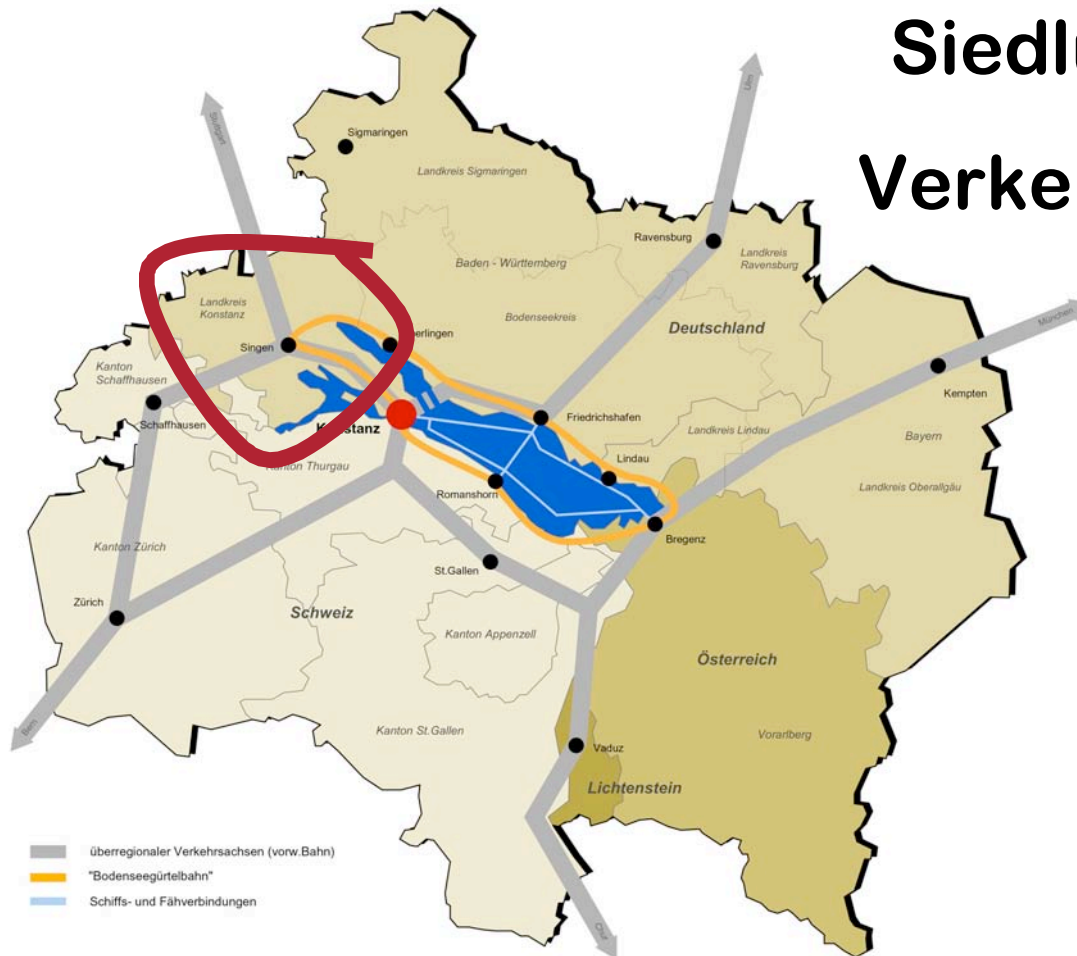 Siedlu
Verke
Ulm
Stuttgart
Sigmaringen
Landkreis Sigmaringen
Ravensburg
Landkreis
Ravensburg
Baden - Württemberg
Landkreis
Konstanz
Bodenseekreis
Deutschland
München
Singen
erlingen
Kanton
Schaffhausen
Kempten
Schaffhausen
Friedrichshafen
Konstanz
Landkreis Lindau
Bayern
Lindau
Kanton Thurgau
Landkreis Oberallgäu
Romanshorn
Kanton Zürich
Bregenz
St.Gallen
Zürich
Schweiz
Kanton Appenzell
Österreich
Bern
Kanton St.Gallen
Vorarlberg
Vaduz
Lichtenstein
überregionaler Verkehrsachsen (vorw.Bahn)
"Bodenseegürtelbahn"
Schiffs- und Fährverbindungen
Chur